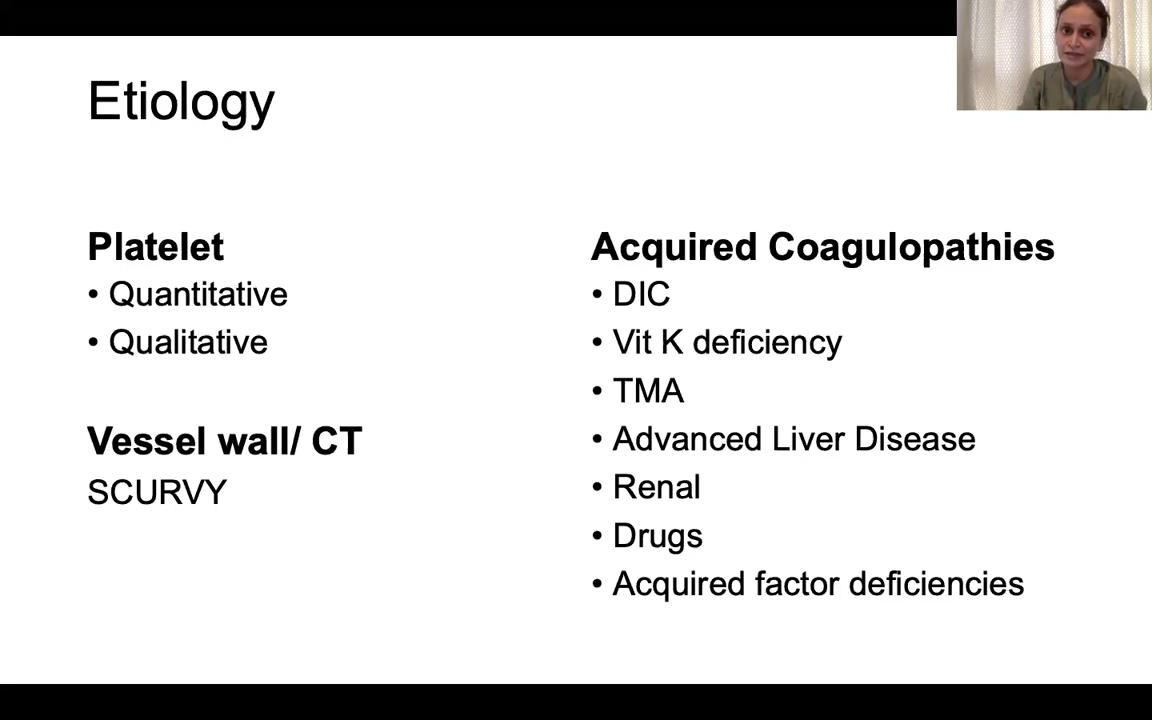 Etiology
Platelet
• Quantitative
• Qualitative
Vessel wall/ CT
SCURVY
Acquired Coagulopathies
• DIC
• Vit K deficiency
• TMA
• Advanced Liver Disease
• Renal
• Drugs
• Acquired factor deficiencies